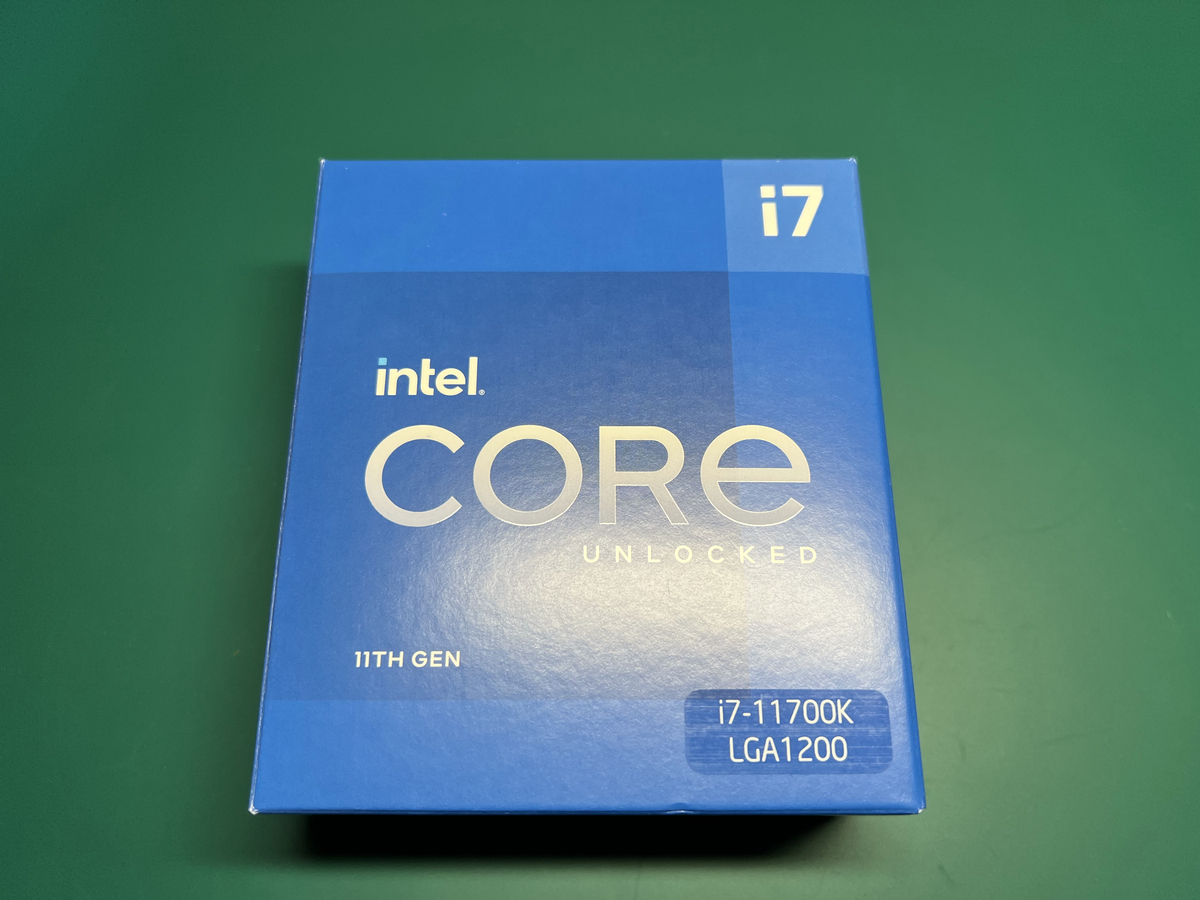 i7
intel®
CORe
UNLOCKED
11TH GEN
i7-11700K
LGA1200